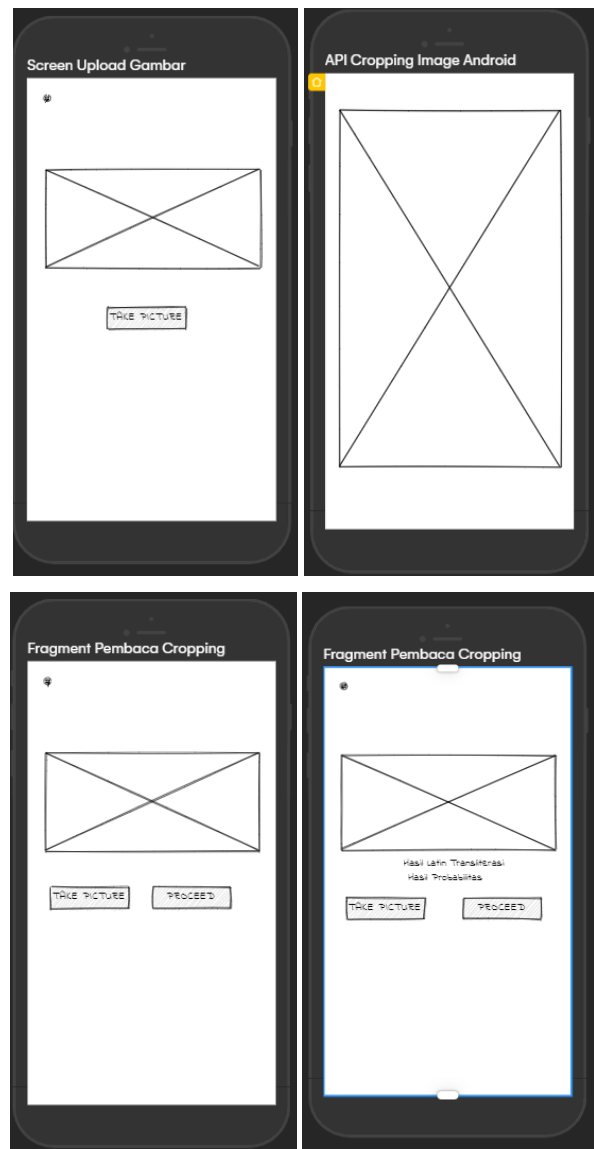 Screen Upload Gambar
TAKE PICTURE
API Cropping Image Android
Fragment Pembaca Cropping
TAKE PICTURE
PROCEED
Fragment Pembaca Cropping
Hasil Latin Transliterasi
Hasil Probabilitas
TAKE PICTURE
PROCEED